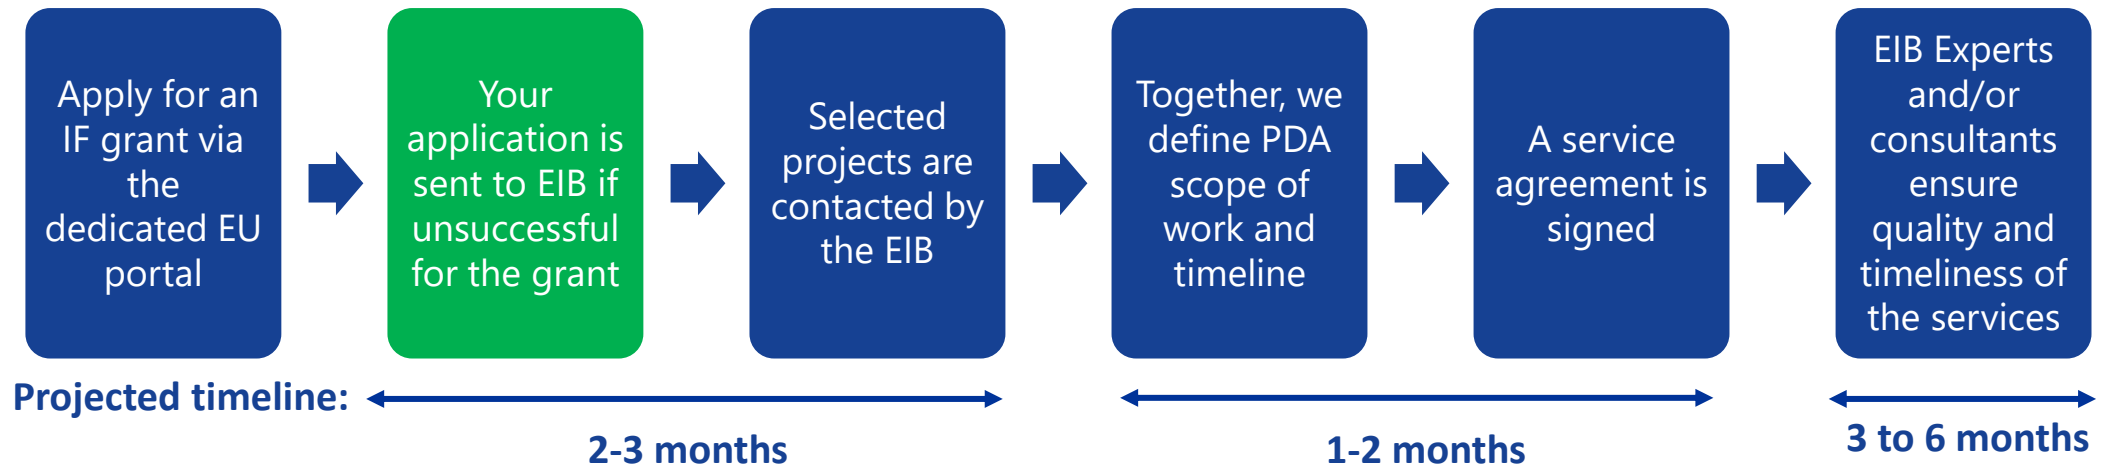 Apply for an
IF grant via
the
dedicated EU
portal
Your
application is
sent to EIB if
unsuccessful
for the grant
Selected
projects are
contacted by
the EIB
Together, we
define PDA
scope of
work and
timeline
A service
agreement is
signed
EIB Experts
and/or
consultants
ensure
quality and
timeliness of
the services
Projected timeline:
2-3 months
1-2 months
3 to 6 months